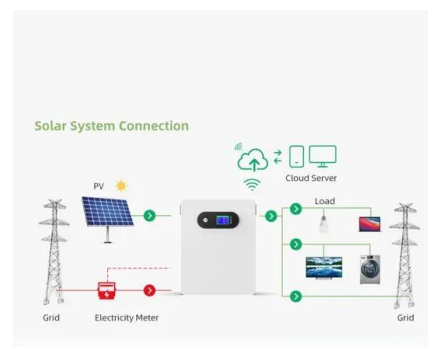 Solar System Connection
Cloud Server
PV
Load
Grid
Electricity Meter
Grid